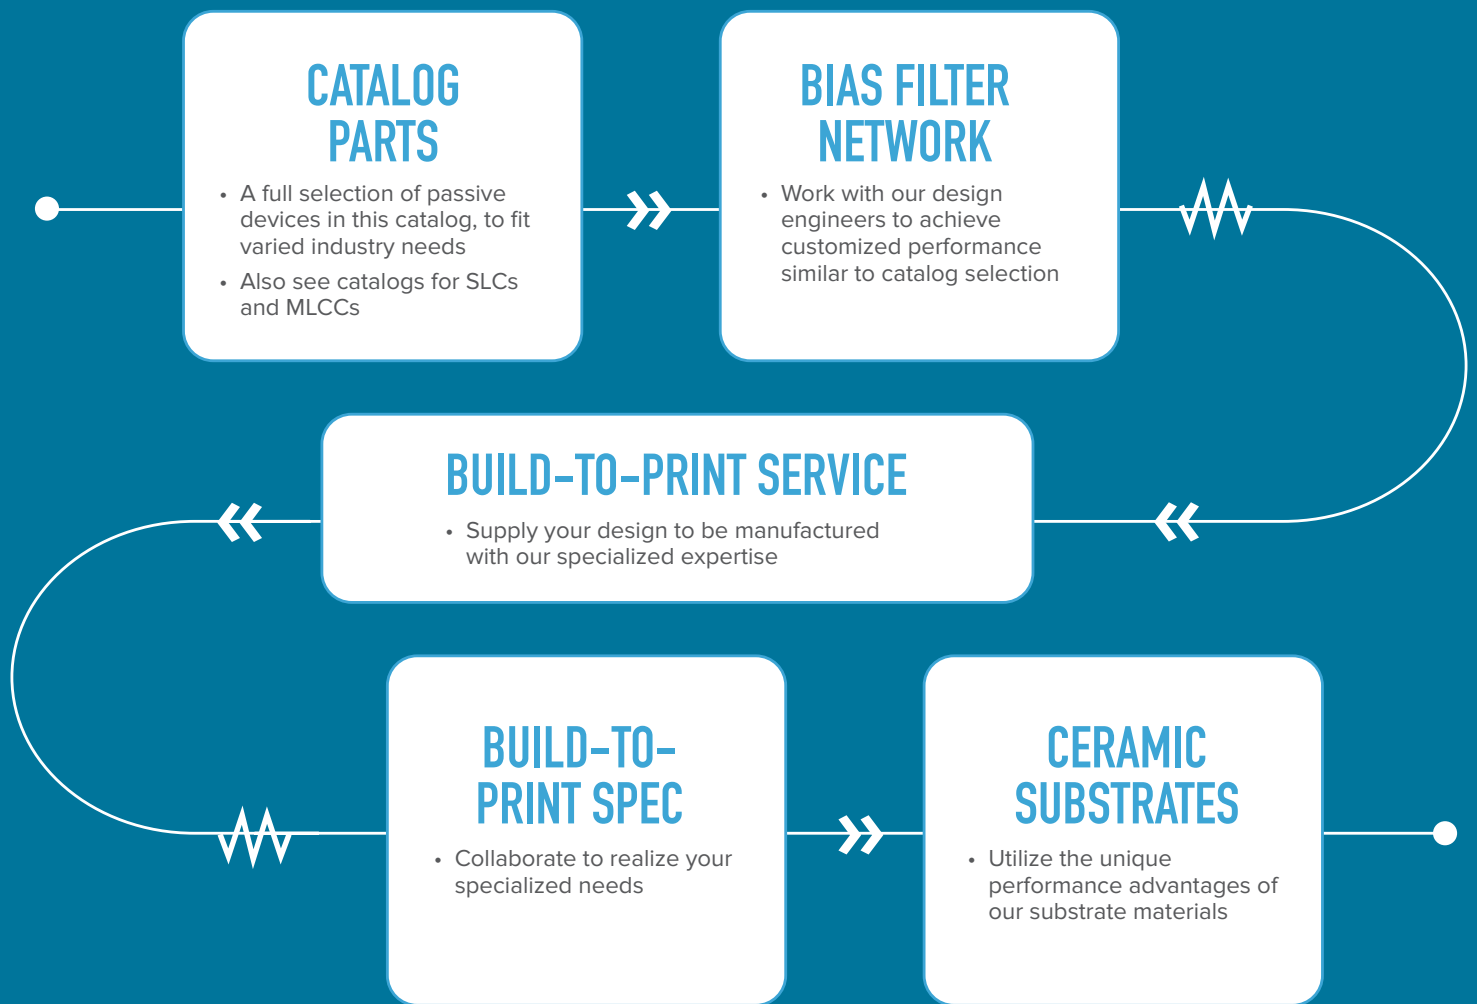 CATALOG
PARTS
• A full selection of passive
devices in this catalog, to fit
varied industry needs
• Also see catalogs for SLCs
and MLCCs
BIAS FILTER
NETWORK
• Work with our design
engineers to achieve
customized performance
similar to catalog selection
BUILD-TO-PRINT SERVICE
• Supply your design to be manufactured
with our specialized expertise
BUILD-TO-
PRINT SPEC
• Collaborate to realize your
specialized needs
CERAMIC
SUBSTRATES
• Utilize the unique
performance advantages of
our substrate materials